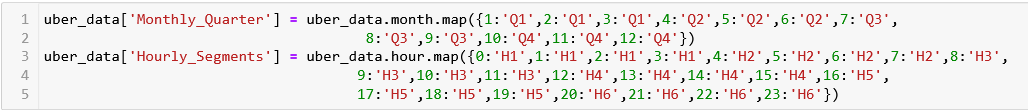 1 uber_data['Monthly_Quarter'] = uber_data.month.map({1:'Q1',2:'Q1',3:'Q1',4:'Q2',5:'Q2',6:'Q2',7:'Q3',
2 8:'Q3',9:'Q3',10:'Q4',11:'Q4',12:'Q4'})
3 uber_data['Hourly_Segments'] = uber_data.hour.map({0:'H1',1:'H1',2:'H1',3:'H1',4:'H2',5:'H2',6:'H2',7:'H2',8:'H3',
4 9:'H3',10:'H3',11:'H3',12:'H4',13:'H4',14:'H4',15:'H4',16:'H5',
5 17:'H5',18:'H5',19:'H5',20:'H6',21:'H6',22:'H6',23:'H6'})